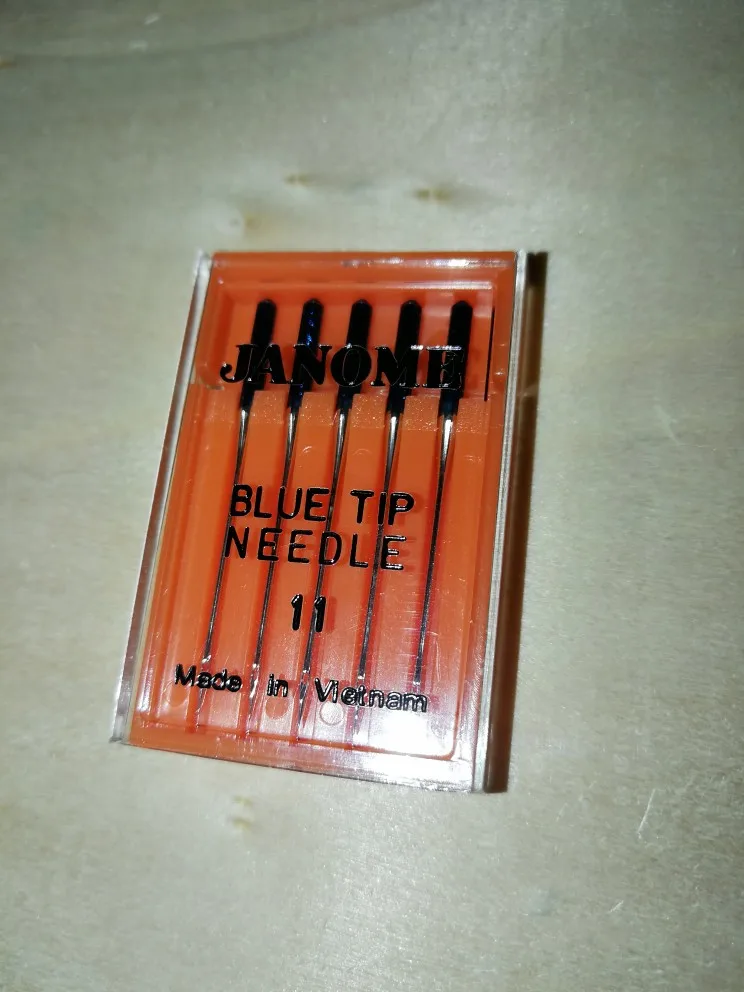 JANOME
BLUE TIP
NEEDLE
11
Made in Vietnam